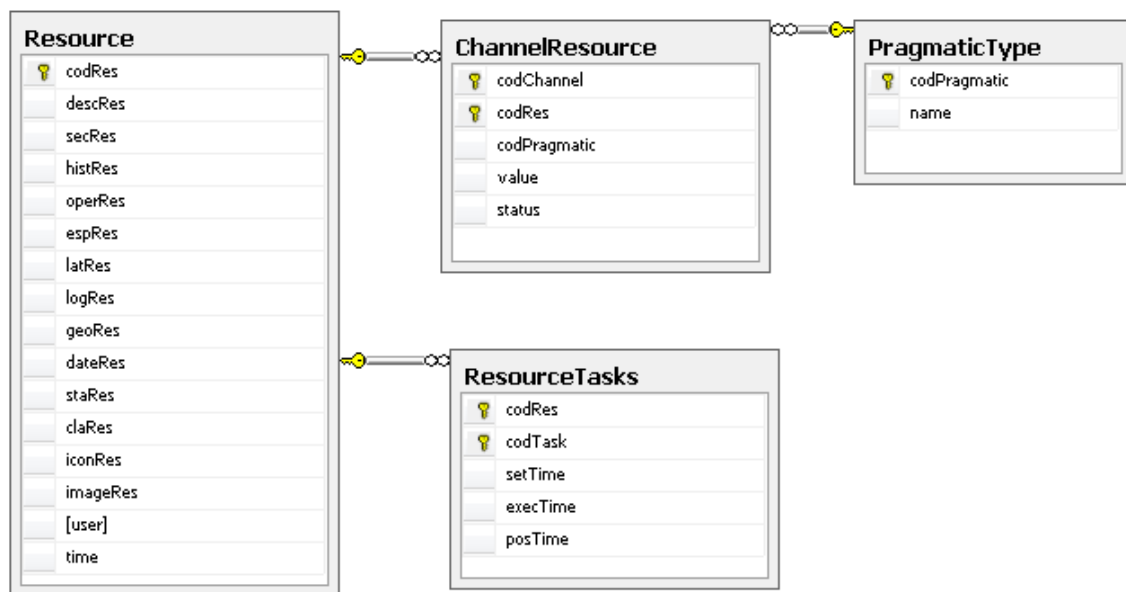 Resource
codRes
descRes
secRes
histRes
operRes
espRes
latRes
logRes
geoRes
dateRes
staRes
claRes
iconRes
imageRes
[user]
time
ChannelResource
codChannel
codRes
codPragmatic
value
status
PragmaticType
codPragmatic
name
ResourceTasks
codRes
codTask
setTime
execTime
posTime